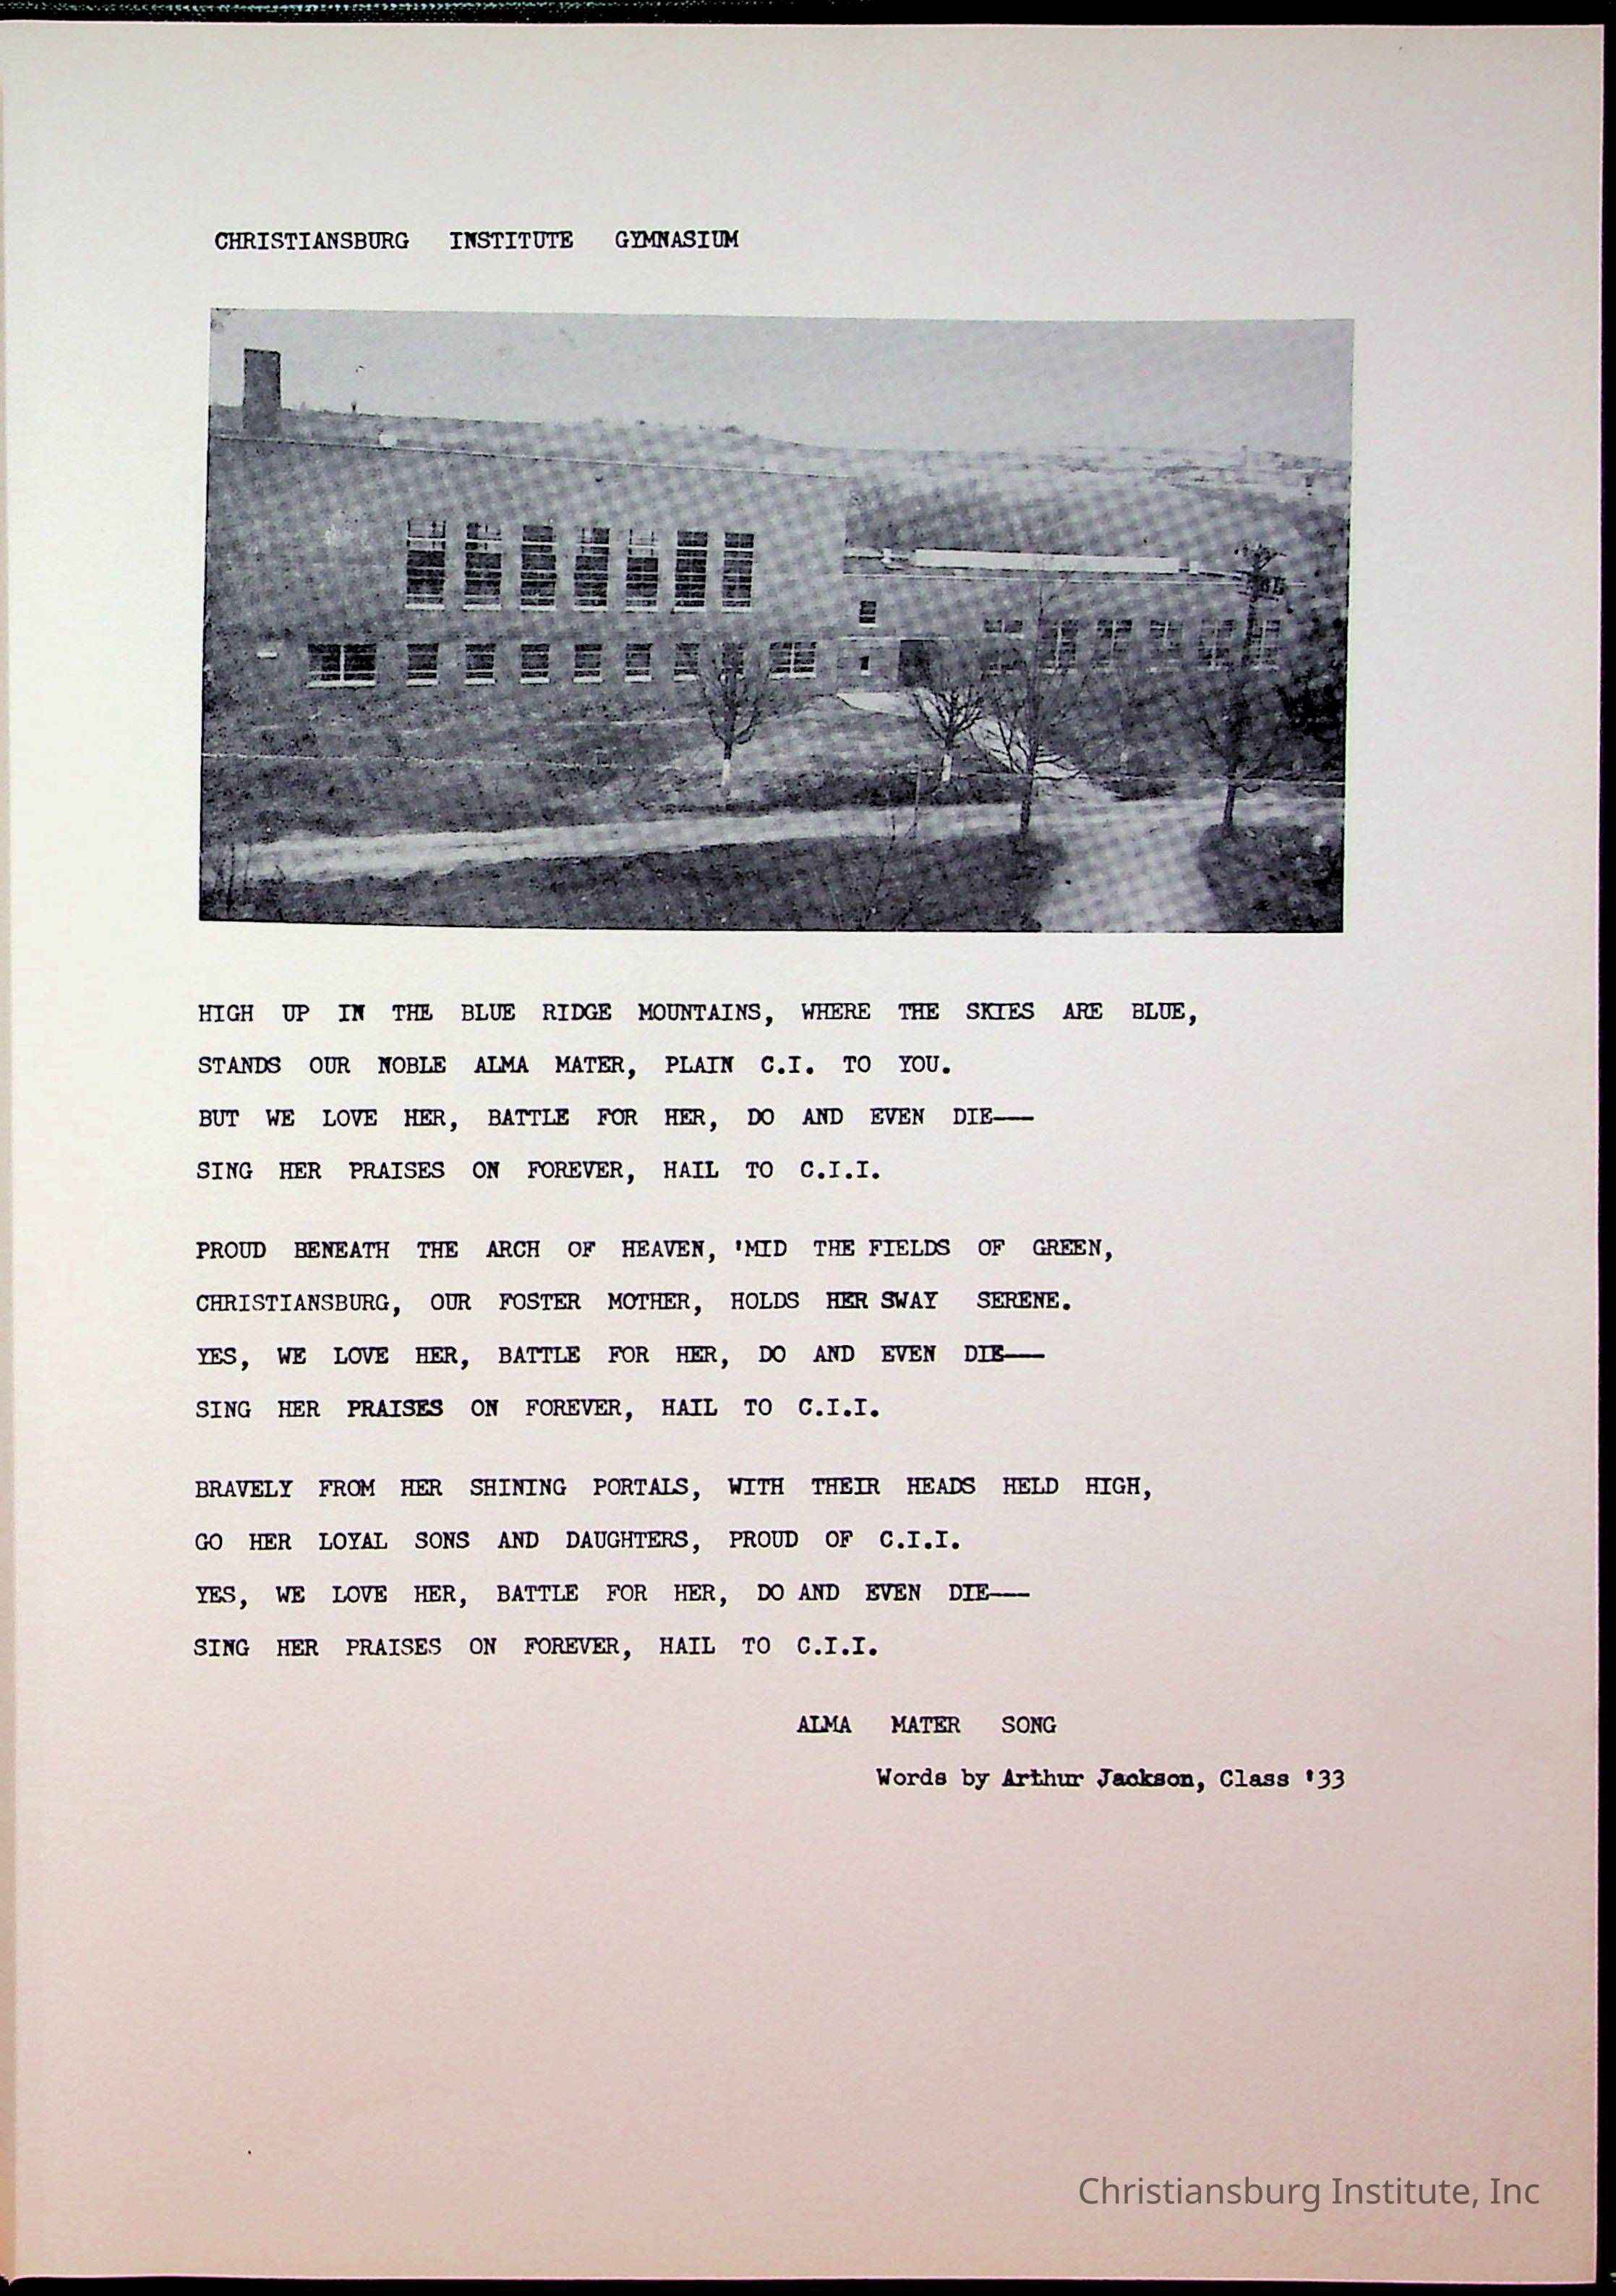 CHRISTIANSBURG INSTITUTE GYMNASIUM
HIGH UP IN THE BLUE RIDGE MOUNTAINS, WHERE THE SKIES ARE BLUE,
STANDS OUR NOBLE ALMA MATER, PLAIN C.I. TO YOU.
BUT WE LOVE HER, BATTLE FOR HER, DO AND EVEN DIE---
SING HER PRAISES ON FOREVER, HAIL TO C.I.I.
PROUD BENEATH THE ARCH OF HEAVEN, 'MID THE FIELDS OF GREEN,
CHRISTIANSBURG, OUR FOSTER MOTHER, HOLDS HER SWAY SERENE.
YES, WE LOVE HER, BATTLE FOR HER, DO AND EVEN DIE---
SING HER PRAISES ON FOREVER, HAIL TO C.I.I.
BRAVELY FROM HER SHINING PORTALS, WITH THEIR HEADS HELD HIGH,
GO HER LOYAL SONS AND DAUGHTERS, PROUD OF C.I.I.
YES, WE LOVE HER, BATTLE FOR HER, DO AND EVEN DIE---
SING HER PRAISES ON FOREVER, HAIL TO C.I.I.
ALMA MATER SONG
Words by Arthur Jackson, Class '33
Christiansburg Institute, Inc